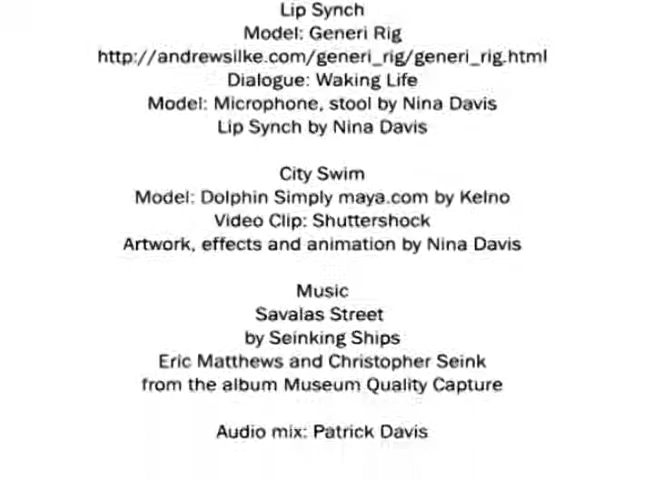 Lip Synch
Model: Generi Rig
http://andrewsilke.com/generi_rig/generi_rig.html
Dialogue: Waking Life
Model: Microphone, stool by Nina Davis
Lip Synch by Nina Davis
City Swim
Model: Dolphin Simply maya.com by Kelno
Video Clip: Shuttershock
Artwork, effects and animation by Nina Davis
Music
Savalas Street
by Seinking Ships
Eric Matthews and Christopher Seink
from the album Museum Quality Capture
Audio mix: Patrick Davis